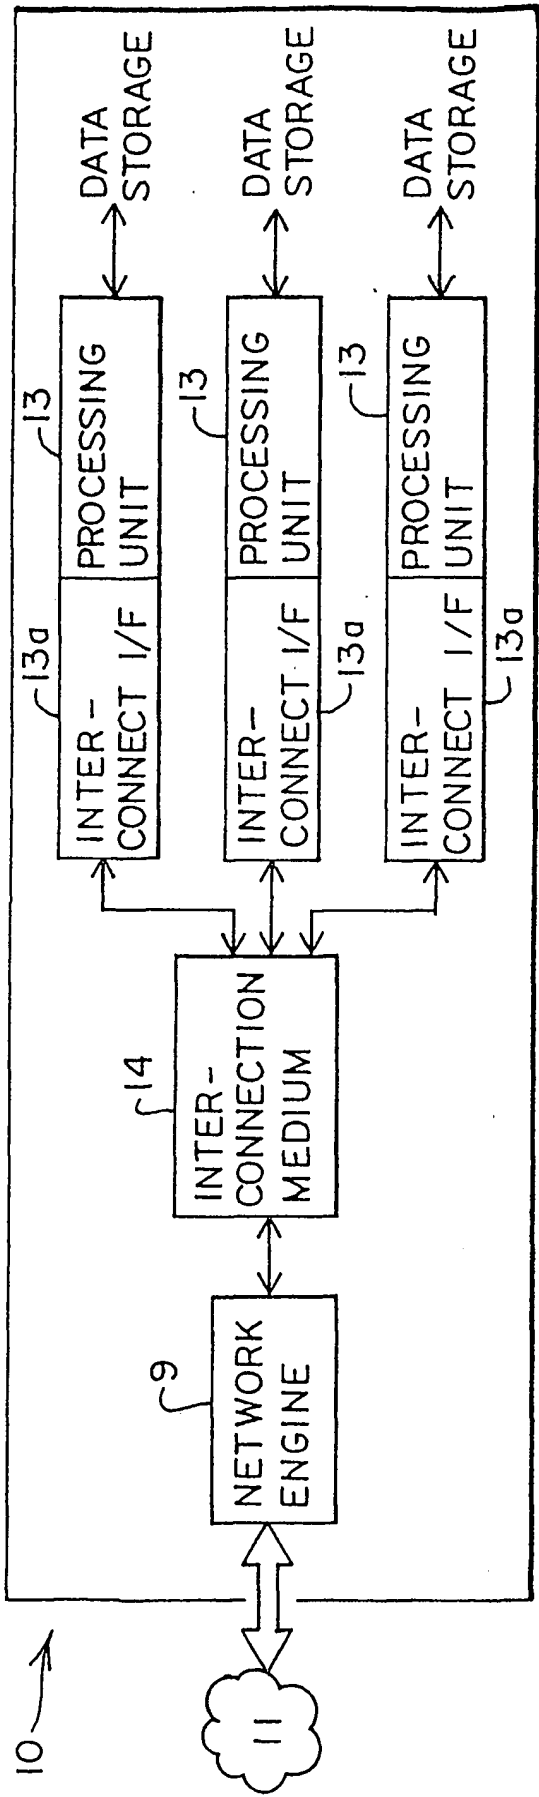 10
11
9
NETWORK
ENGINE
14
INTER-
CONNECTION
MEDIUM
13a
INTER-
CONNECT I/F
13
PROCESSING
UNIT
DATA
STORAGE
INTER-
CONNECT I/F
13a
13
PROCESSING
UNIT
DATA
STORAGE
INTER-
CONNECT I/F
13a
13
PROCESSING
UNIT
DATA
STORAGE